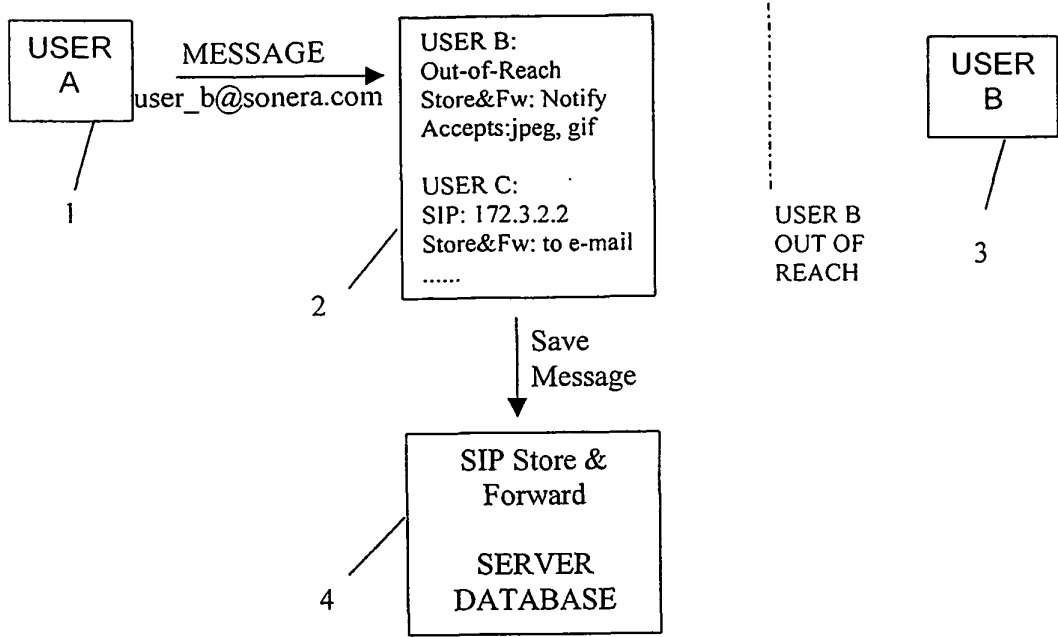 USER
A
MESSAGE
user_b@sonera.com
1
USER B:
Out-of-Reach
Store&Fw: Notify
Accepts:jpeg, gif
USER C:
SIP: 172.3.2.2
Store&Fw: to e-mail
......
2
USER
B
3
USER B
OUT OF
REACH
Save
Message
SIP Store &
Forward
SERVER
DATABASE
4